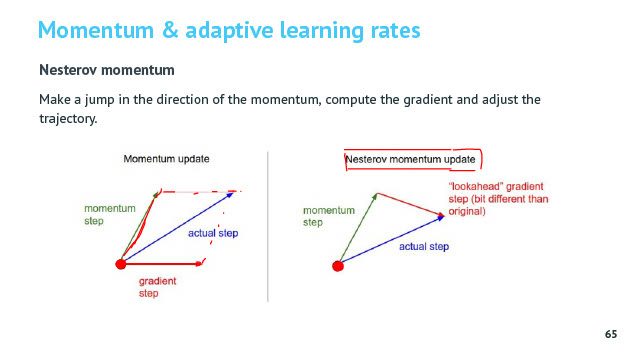 Momentum & adaptive learning rates
Nesterov momentum
Make a jump in the direction of the momentum, compute the gradient and adjust the
trajectory.
Momentum update
momentum
step
actual step
gradient
step
Nesterov momentum update
momentum
step
"lookahead" gradient
step (bit different than
original)
actual step
65